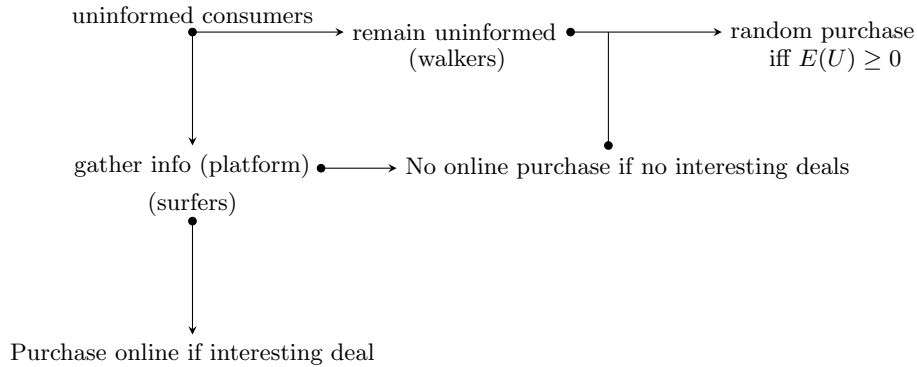 uninformed consumers
remain uninformed
(walkers)
random purchase
iff E(U) ≥ 0
gather info (platform)
(surfers)
No online purchase if no interesting deals
Purchase online if interesting deal